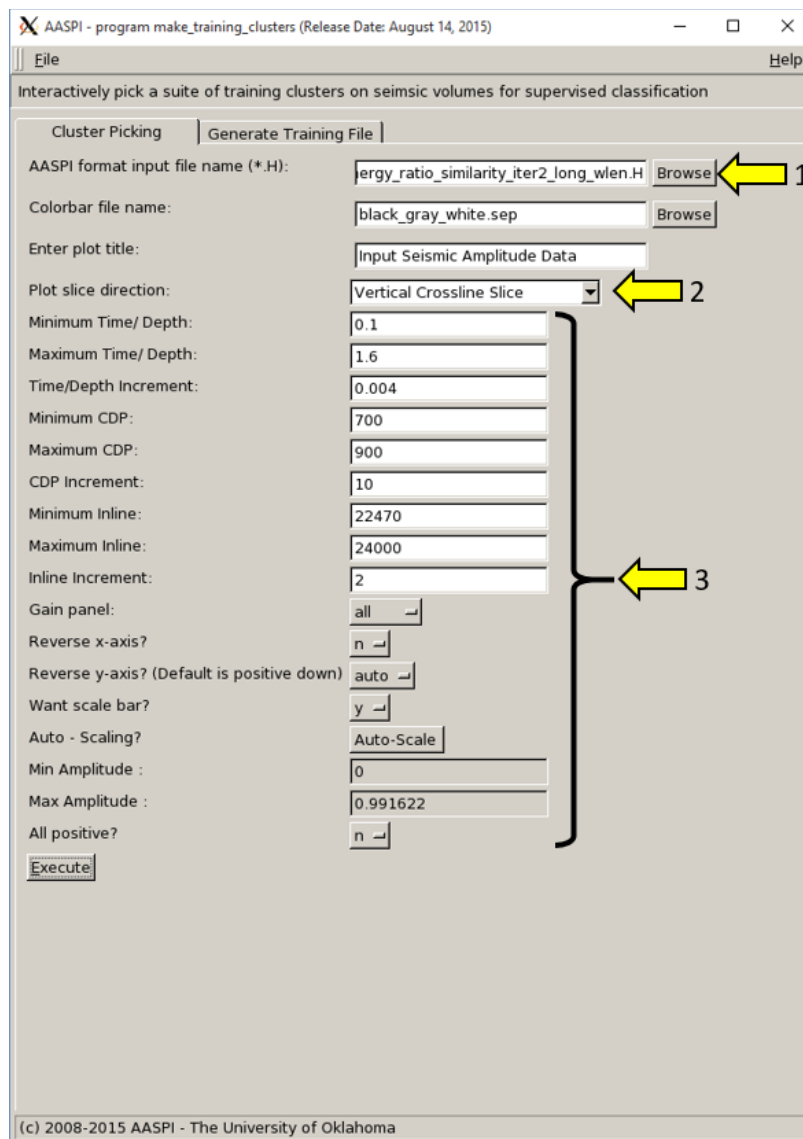 AASPI - program make_training_clusters (Release Date: August 14, 2015)
File Help
Interactively pick a suite of training clusters on seimsic volumes for supervised classification
Cluster Picking Generate Training File
AASPI format input file name (*.H): nergy_ratio_similarity_iter2_long_wlen.H Browse 1
Colorbar file name: black_gray_white.sep Browse
Enter plot title: Input Seismic Amplitude Data
Plot slice direction: Vertical Crossline Slice 2
Minimum Time/ Depth: 0.1
Maximum Time/ Depth: 1.6
Time/Depth Increment: 0.004
Minimum CDP: 700
Maximum CDP: 900
CDP Increment: 10
Minimum Inline: 22470
Maximum Inline: 24000
Inline Increment: 2 3
Gain panel: all
Reverse x-axis? n
Reverse y-axis? (Default is positive down) auto
Want scale bar? y
Auto - Scaling? Auto-Scale
Min Amplitude : 0
Max Amplitude : 0.991622
All positive? n
Execute
(c) 2008-2015 AASPI - The University of Oklahoma